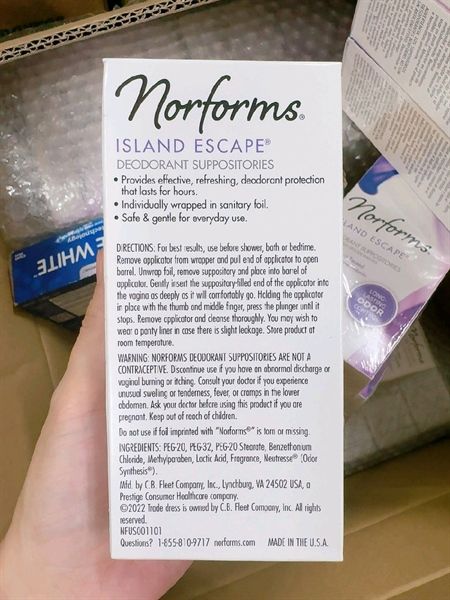 Norforms®
ISLAND ESCAPE®
DEODORANT SUPPOSITORIES
• Provides effective, refreshing, deodorant protection
that lasts for hours.
• Individually wrapped in sanitary foil.
• Safe & gentle for everyday use.
DIRECTIONS: For best results, use before shower, bath or bedtime.
Remove applicator from wrapper and pull end of applicator to open
barrel. Unwrap foil, remove suppository and place into barrel of
applicator. Gently insert the suppository-filled end of the applicator into
the vagina as deeply as it will comfortably go. Holding the applicator
in place with the thumb and middle finger, press the plunger until it
stops. Remove applicator and cleanse thoroughly. You may wish to
wear a panty liner in case there is slight leakage. Store product at
room temperature.
WARNING: NORFORMS DEODORANT SUPPOSITORIES ARE NOT A
CONTRACEPTIVE. Discontinue use if you have an abnormal discharge or
vaginal burning or itching. Consult your doctor if you experience
unusual swelling or tenderness, fever, or cramps in the lower
abdomen. Ask your doctor before using this product if you are
pregnant. Keep out of reach of children.
Do not use if foil imprinted with "Norforms®" is torn or missing.
INGREDIENTS: PEG-20, PEG-32, PEG-20 Stearate, Benzethonium
Chloride, Methylparaben, Lactic Acid, Fragrance, Neutresse® (Odor
Synthesis®).
Mfd. by C.B. Fleet Company, Inc., Lynchburg, VA 24502 USA, a
Prestige Consumer Healthcare company.
©2022 Trade dress is owned by C.B. Fleet Company, Inc. All rights
reserved.
NFUS001101
Questions? 1-855-810-9717 norforms.com MADE IN THE U.S.A.
E WHITE
technology
Norforms
LAND ESCAPE®
DEODORANT SUPPOSITORIES
LONG-
LASTING
ODOR